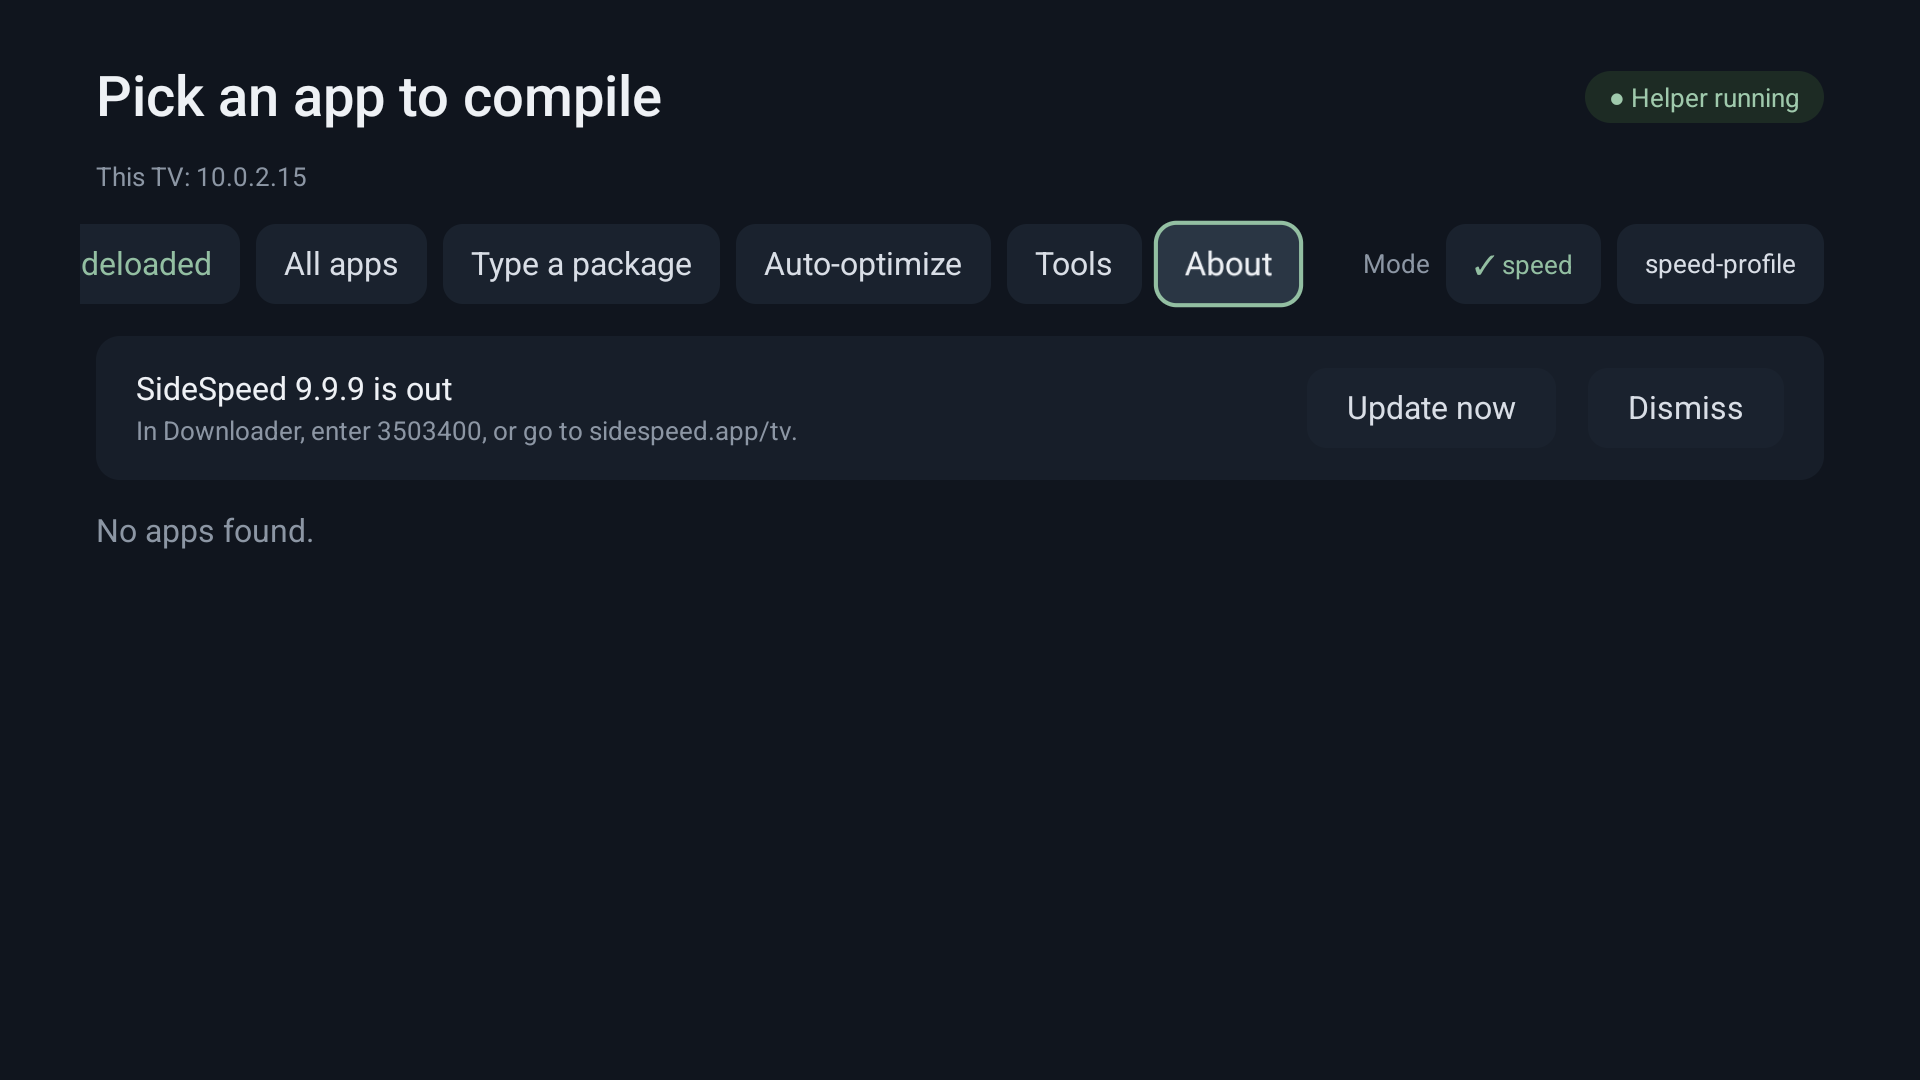 Pick an app to compile
● Helper running
This TV: 10.0.2.15
deloaded
All apps
Type a package
Auto-optimize
Tools
About
Mode
✓ speed
speed-profile
SideSpeed 9.9.9 is out
In Downloader, enter 3503400, or go to sidespeed.app/tv.
Update now
Dismiss
No apps found.